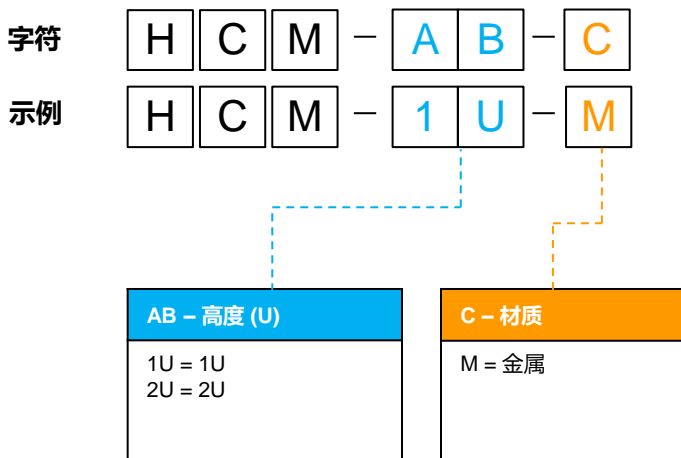 字符 H C M – A B – C
示例 H C M – 1 U – M
AB – 高度 (U)
1U = 1U
2U = 2U
C – 材质
M = 金属